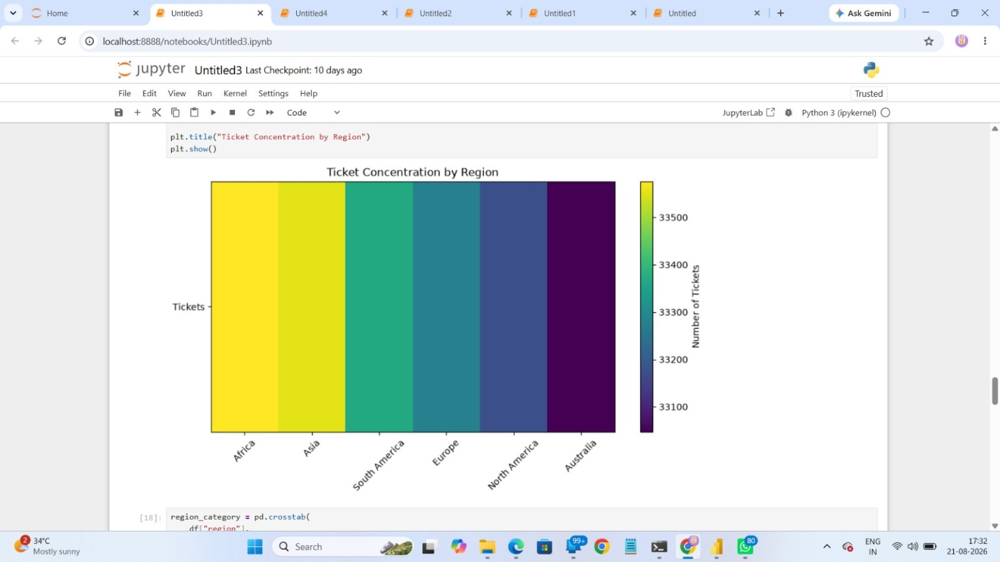 Home
Untitled3
Untitled4
Untitled2
Untitled1
Untitled
Ask Gemini
localhost:8888/notebooks/Untitled3.ipynb
jupyter Untitled3 Last Checkpoint: 10 days ago
File Edit View Run Kernel Settings Help
Trusted
Code
JupyterLab
Python 3 (ipykernel)
plt.title("Ticket Concentration by Region")
plt.show()
Ticket Concentration by Region
33500
33400
33300
33200
33100
Number of Tickets
Tickets
Africa
Asia
South America
Europe
North America
Australia
[18]:
region_category = pd.crosstab(
df["region"],
2
34°C
Mostly sunny
Search
99+
80
ENG
IN
17:32
21-08-2026